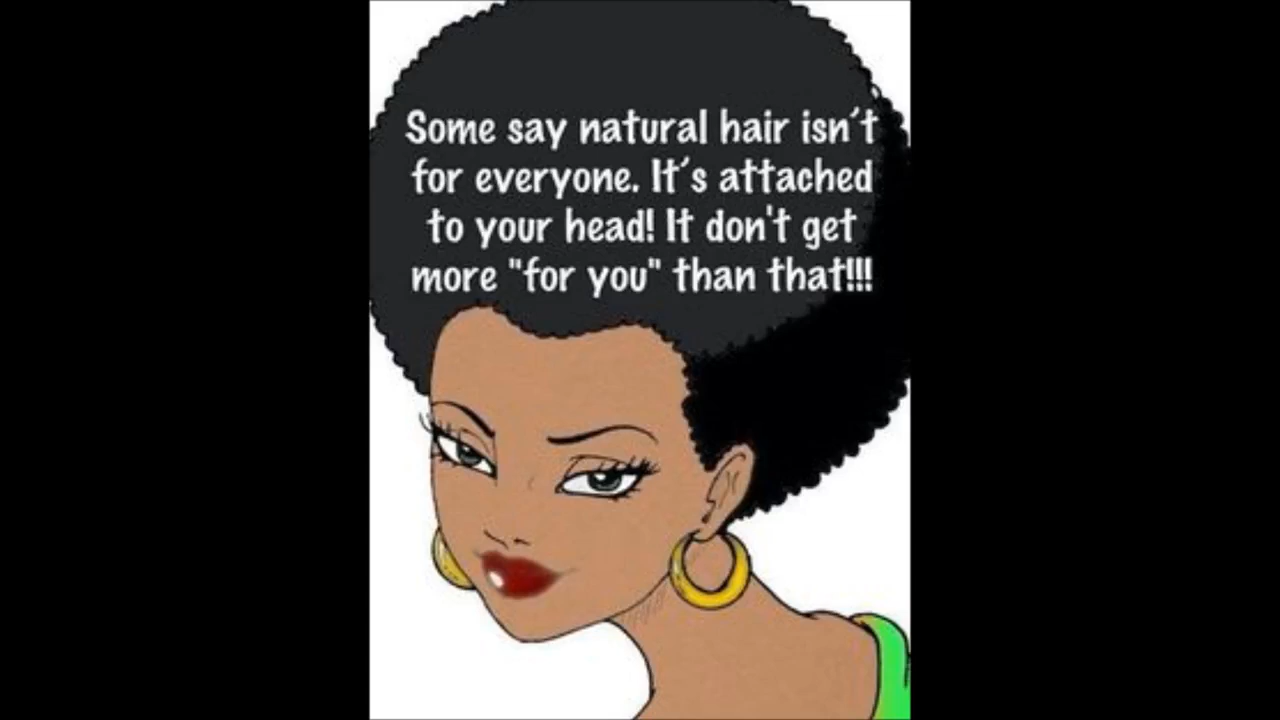 Some say natural hair isn´t
for everyone. It´s attached
to your head! It don't get
more "for you" than that!!!